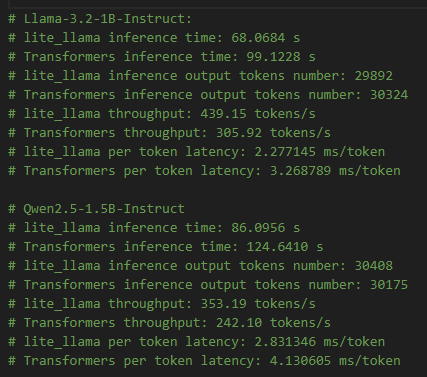 # Llama-3.2-1B-Instruct:
# lite_llama inference time: 68.0684 s
# Transformers inference time: 99.1228 s
# lite_llama inference output tokens number: 29892
# Transformers inference output tokens number: 30324
# lite_llama throughput: 439.15 tokens/s
# Transformers throughput: 305.92 tokens/s
# lite_llama per token latency: 2.277145 ms/token
# Transformers per token latency: 3.268789 ms/token
# Qwen2.5-1.5B-Instruct
# lite_llama inference time: 86.0956 s
# Transformers inference time: 124.6410 s
# lite_llama inference output tokens number: 30408
# Transformers inference output tokens number: 30175
# lite_llama throughput: 353.19 tokens/s
# Transformers throughput: 242.10 tokens/s
# lite_llama per token latency: 2.831346 ms/token
# Transformers per token latency: 4.130605 ms/token